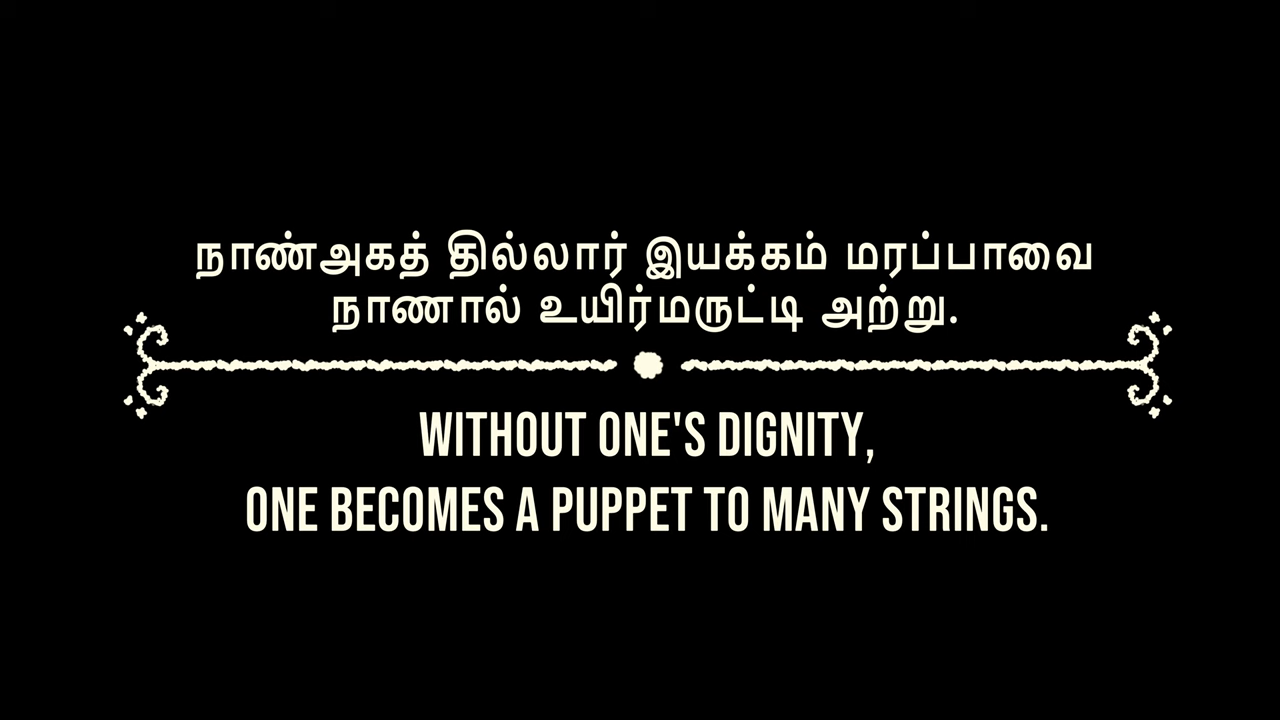 நாண்அகத் தில்லார் இயக்கம் மரப்பாவை
நாணால் உயிர்மருட்டி அற்று.
WITHOUT ONE'S DIGNITY,
ONE BECOMES A PUPPET TO MANY STRINGS.